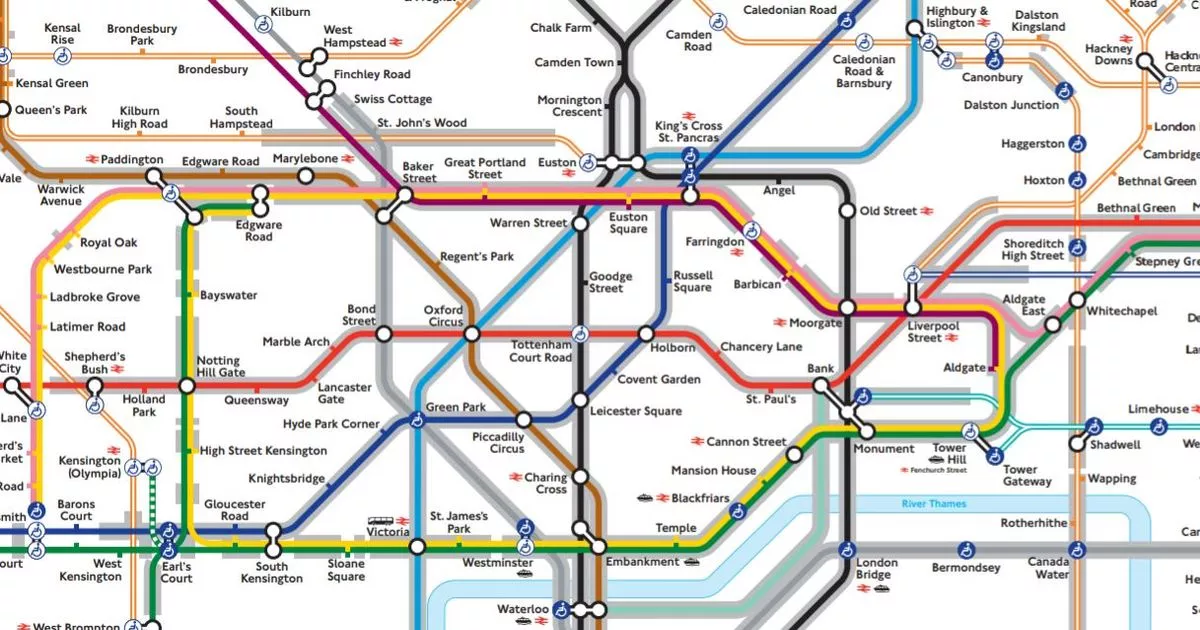 Kilburn
Kensal
Rise
Brondesbury
Park
West
Hampstead
Brondesbury
Kensal Green
Finchley Road
Swiss Cottage
Queen's Park
Kilburn
High Road
South
Hampstead
St. John's Wood
Chalk Farm
Camden Town
Mornington
Crescent
Camden
Road
Caledonian Road
Caledonian
Road &
Barnsbury
Highbury &
Islington
Dalston
Kingsland
Canonbury
Dalston Junction
Road
Hackney
Downs
Hackney
Centra
Haggerston
Hoxton
London
Cambridge
Bethnal Green
Bethnal Green
King's Cross
St. Pancras
Euston
Angel
Old Street
Vale
Warwick
Avenue
Paddington
Edgware Road
Marylebone
Baker
Street
Great Portland
Street
Edgware
Road
Warren Street
Euston
Square
Farringdon
Barbican
Moorgate
Liverpool
Street
Shoreditch
High Street
Stepney Gre
Aldgate
East
Whitechapel
Aldgate
Royal Oak
Westbourne Park
Ladbroke Grove
Latimer Road
Bayswater
Regent's Park
Goodge
Street
Russell
Square
Bond
Street
Oxford
Circus
Tottenham
Court Road
Holborn
Chancery Lane
Marble Arch
White
City
Shepherd's
Bush
Holland
Park
Notting
Hill Gate
Queensway
Lancaster
Gate
Lane
Covent Garden
St. Paul's
Bank
Leicester Square
Green Park
Hyde Park Corner
Piccadilly
Circus
Knightsbridge
High Street Kensington
Kensington
(Olympia)
Cannon Street
Mansion House
Blackfriars
Temple
Monument
Tower
Hill
Fenchurch Street
Tower
Gateway
Limehouse
Shadwell
Wapping
Rotherhithe
River Thames
Charing
Cross
Barons
Court
Gloucester
Road
Victoria
St. James's
Park
Westminster
Embankment
West
Kensington
Earl's
Court
South
Kensington
Sloane
Square
London
Bridge
Bermondsey
Canada
Water
Waterloo
West Brompton